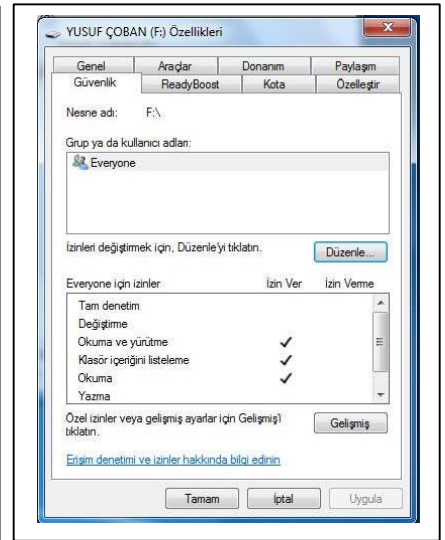 YUSUF ÇOBAN (F:) Özellikleri
Genel Araçlar Donanım Paylaşım
Güvenlik ReadyBoost Kota Özelleştir
Nesne adı: F:\
Grup ya da kullanıcı adları:
Everyone
İzinleri değiştirmek için, Düzenle'yi tıklatın.
Düzenle...
Everyone için izinler İzin Ver İzin Verme
Tam denetim
Değiştirme
Okuma ve yürütme ✓
Klasör içeriğini listeleme ✓
Okuma ✓
Yazma
Özel izinler veya gelişmiş ayarlar için Gelişmiş'i
tıklatın.
Gelişmiş
Erişim denetimi ve izinler hakkında bilgi edinin
Tamam İptal Uygula